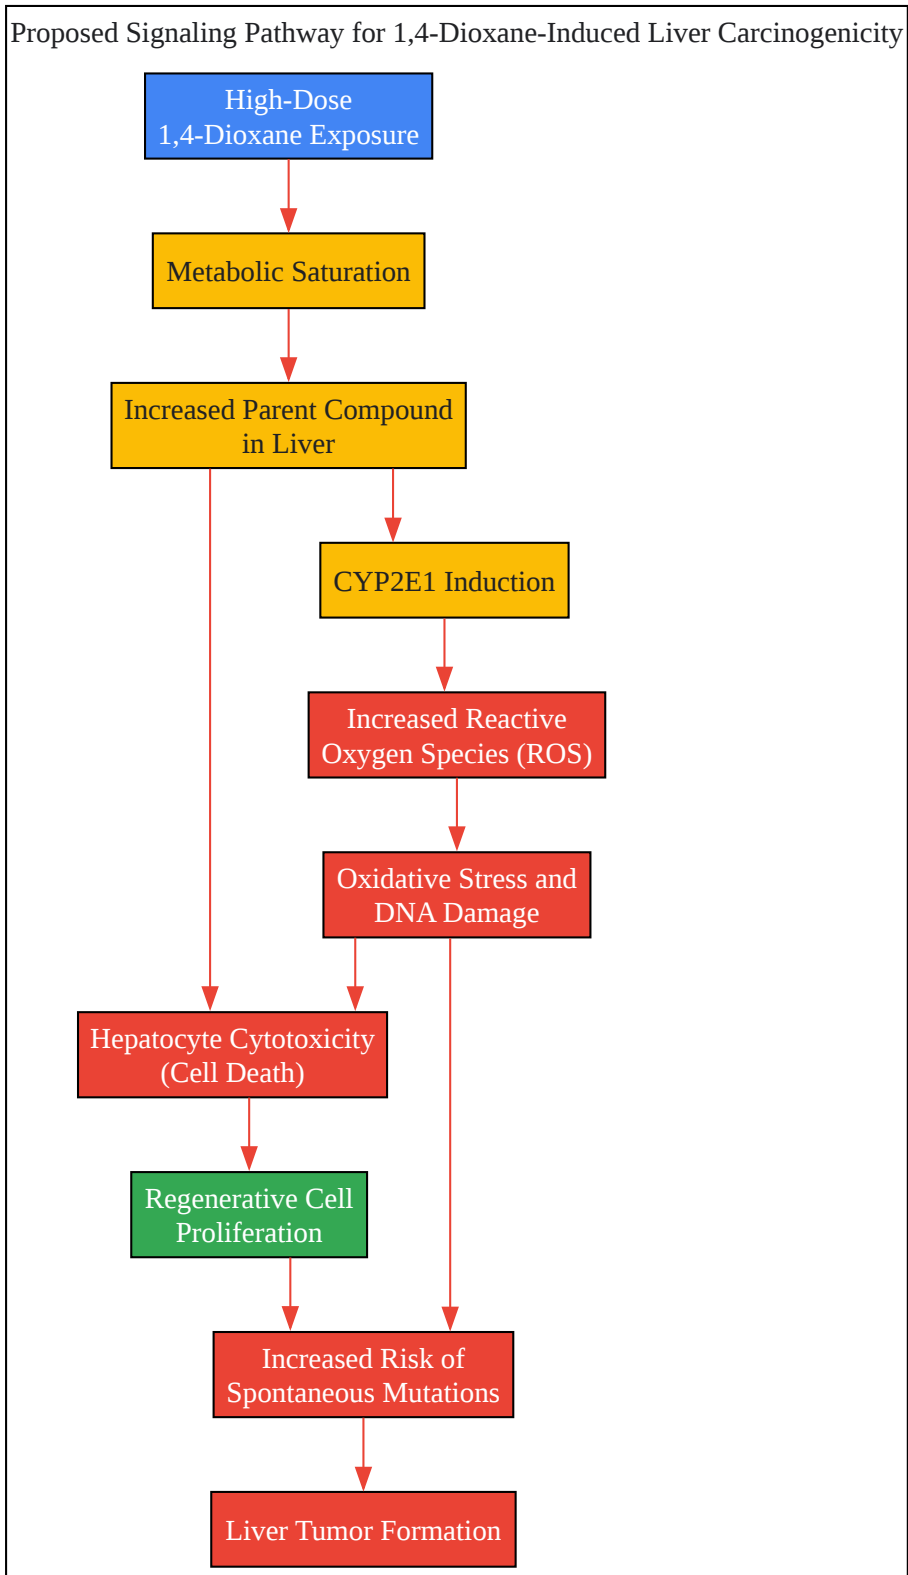 Proposed Signaling Pathway for 1,4-Dioxane-Induced Liver Carcinogenicity
High-Dose
1,4-Dioxane Exposure
Metabolic Saturation
Increased Parent Compound
in Liver
CYP2E1 Induction
Increased Reactive
Oxygen Species (ROS)
Oxidative Stress and
DNA Damage
Hepatocyte Cytotoxicity
(Cell Death)
Regenerative Cell
Proliferation
Increased Risk of
Spontaneous Mutations
Liver Tumor Formation